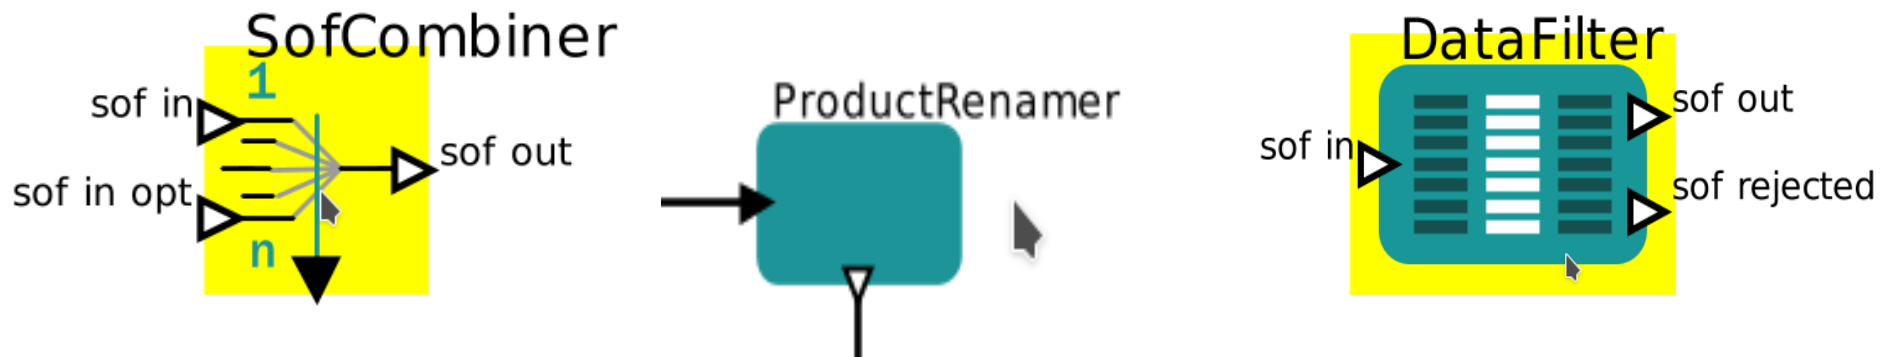 SofCombiner
1
sof in
sof out
sof in opt
n
ProductRenamer
DataFilter
sof in
sof out
sof rejected